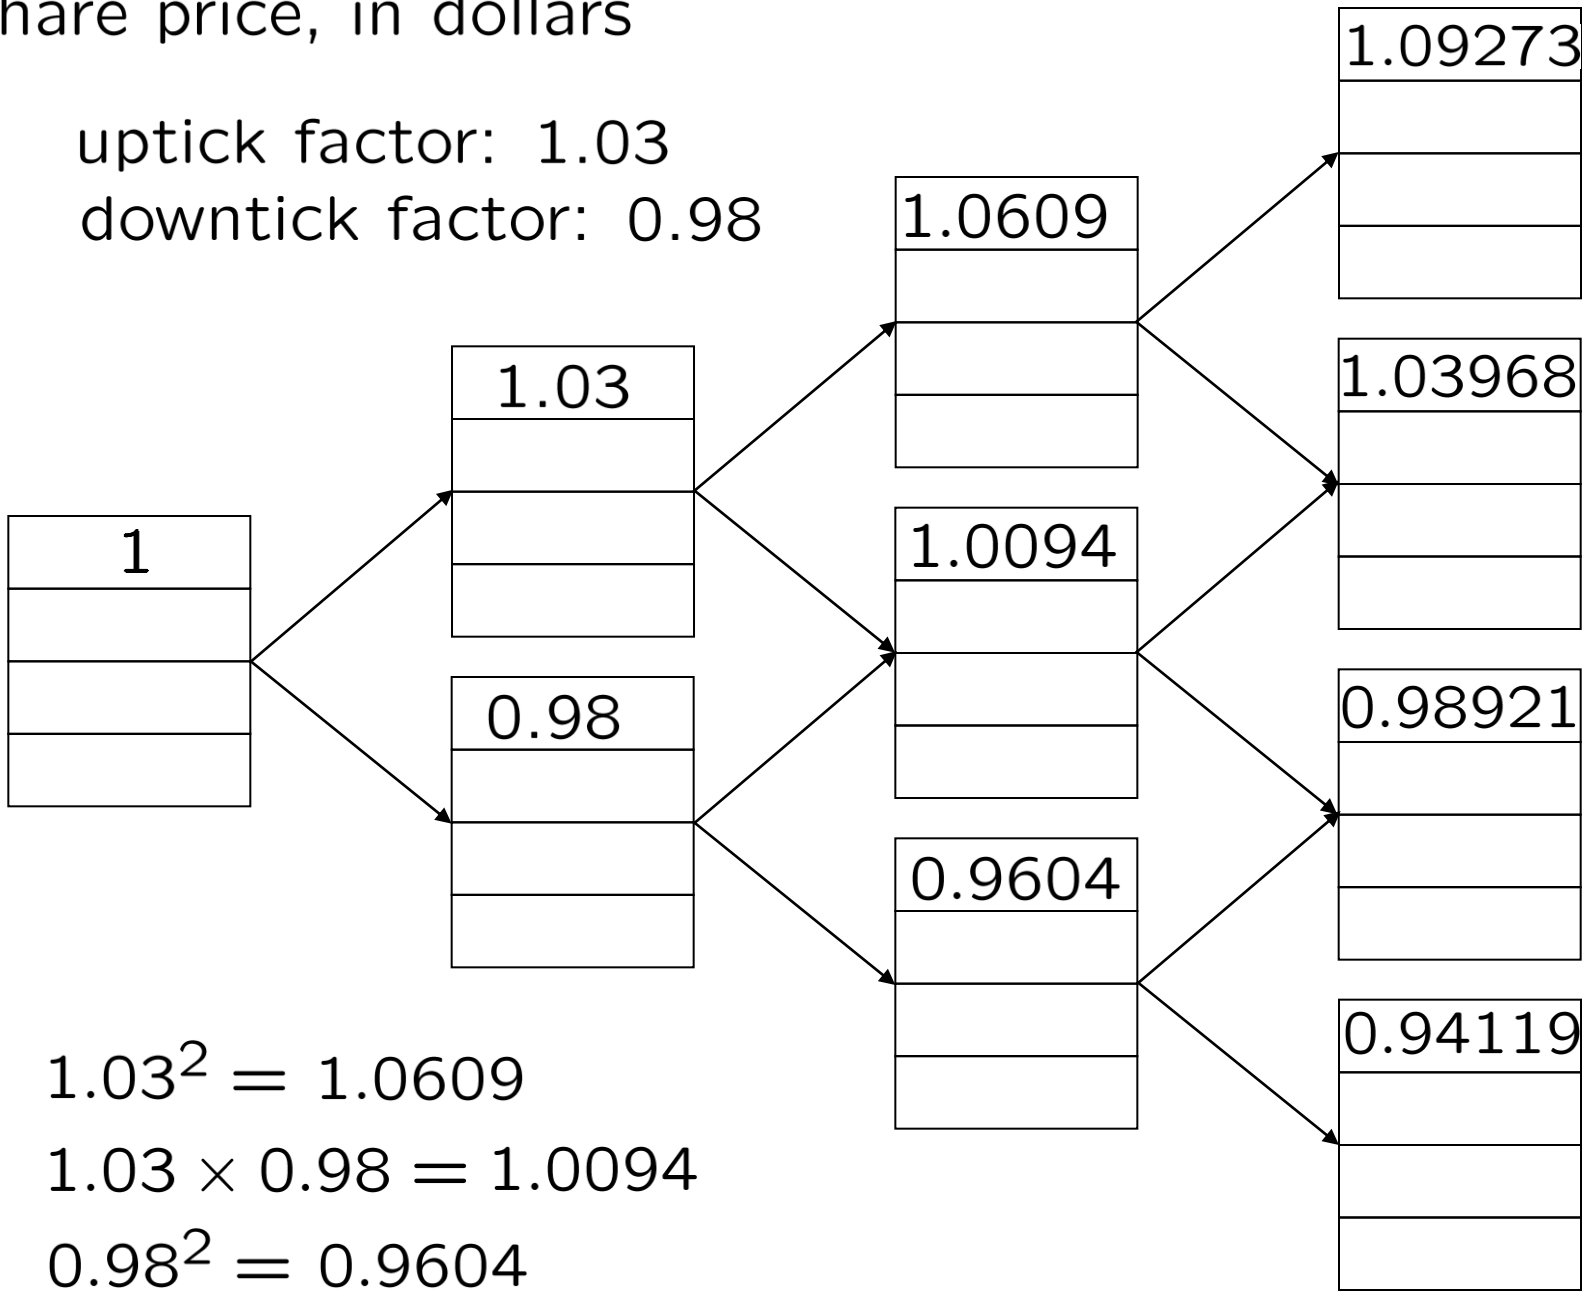 hare price, in dollars
uptick factor: 1.03
downtick factor: 0.98
1
1.03
0.98
1.0609
1.0094
0.9604
1.09273
1.03968
0.98921
0.94119
1.03² = 1.0609
1.03 × 0.98 = 1.0094
0.98² = 0.9604